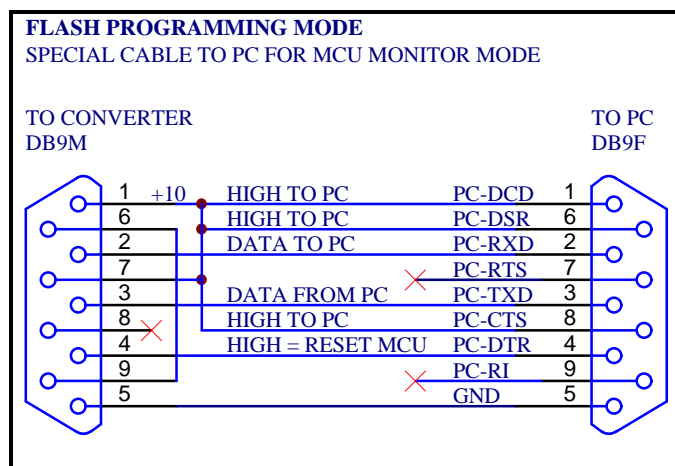 FLASH PROGRAMMING MODE
SPECIAL CABLE TO PC FOR MCU MONITOR MODE
TO CONVERTER TO PC
DB9M DB9F
1 +10 HIGH TO PC PC-DCD 1
6 HIGH TO PC PC-DSR 6
2 DATA TO PC PC-RXD 2
7 PC-RTS 7
3 DATA FROM PC PC-TXD 3
8 HIGH TO PC PC-CTS 8
4 HIGH = RESET MCU PC-DTR 4
9 PC-RI 9
5 GND 5